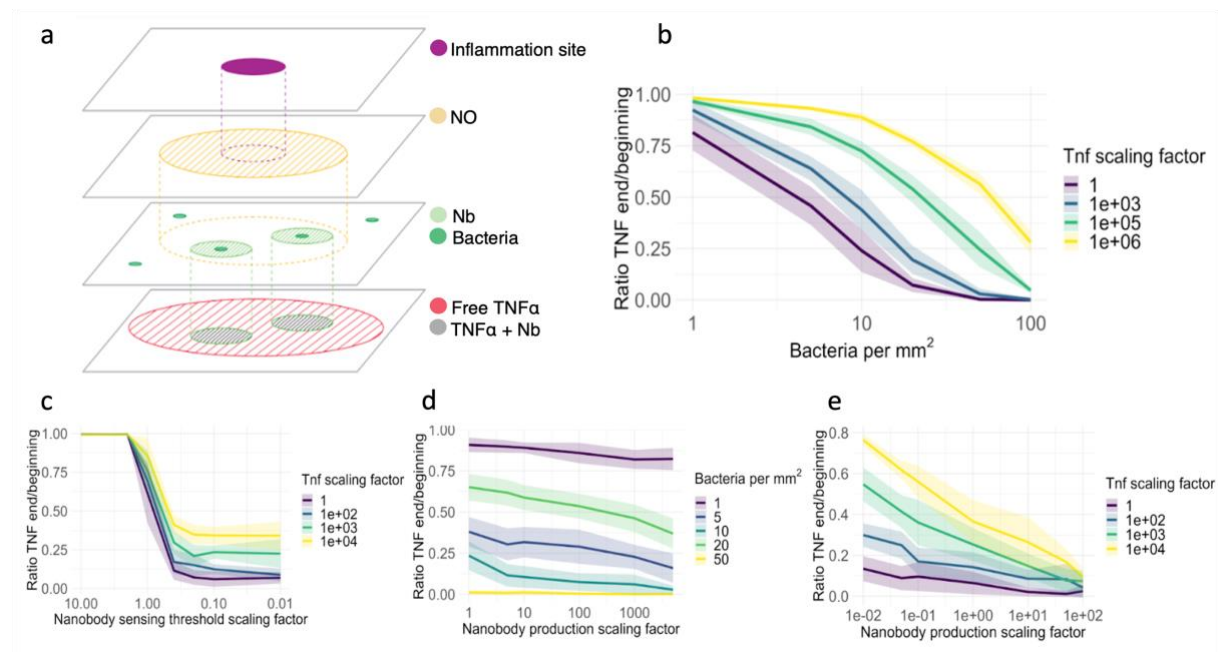 a
Inflammation site
NO
Nb
Bacteria
Free TNFα
TNFα + Nb
b
Ratio TNF end/beginning
1.00
0.75
0.50
0.25
0.00
1
10
100
Bacteria per mm²
Tnf scaling factor
1
1e+03
1e+05
1e+06
c
Ratio TNF end/beginning
1.00
0.75
0.50
0.25
0.00
10.00
1.00
0.10
0.01
Nanobody sensing threshold scaling factor
Tnf scaling factor
1
1e+02
1e+03
1e+04
d
Ratio TNF end/beginning
1.00
0.75
0.50
0.25
0.00
1
10
100
1000
Nanobody production scaling factor
Bacteria per mm²
1
5
10
20
50
e
Ratio TNF end/beginning
0.8
0.6
0.4
0.2
0.0
1e-02
1e-01
1e+00
1e+01
1e+02
Nanobody production scaling factor
Tnf scaling factor
1
1e+02
1e+03
1e+04